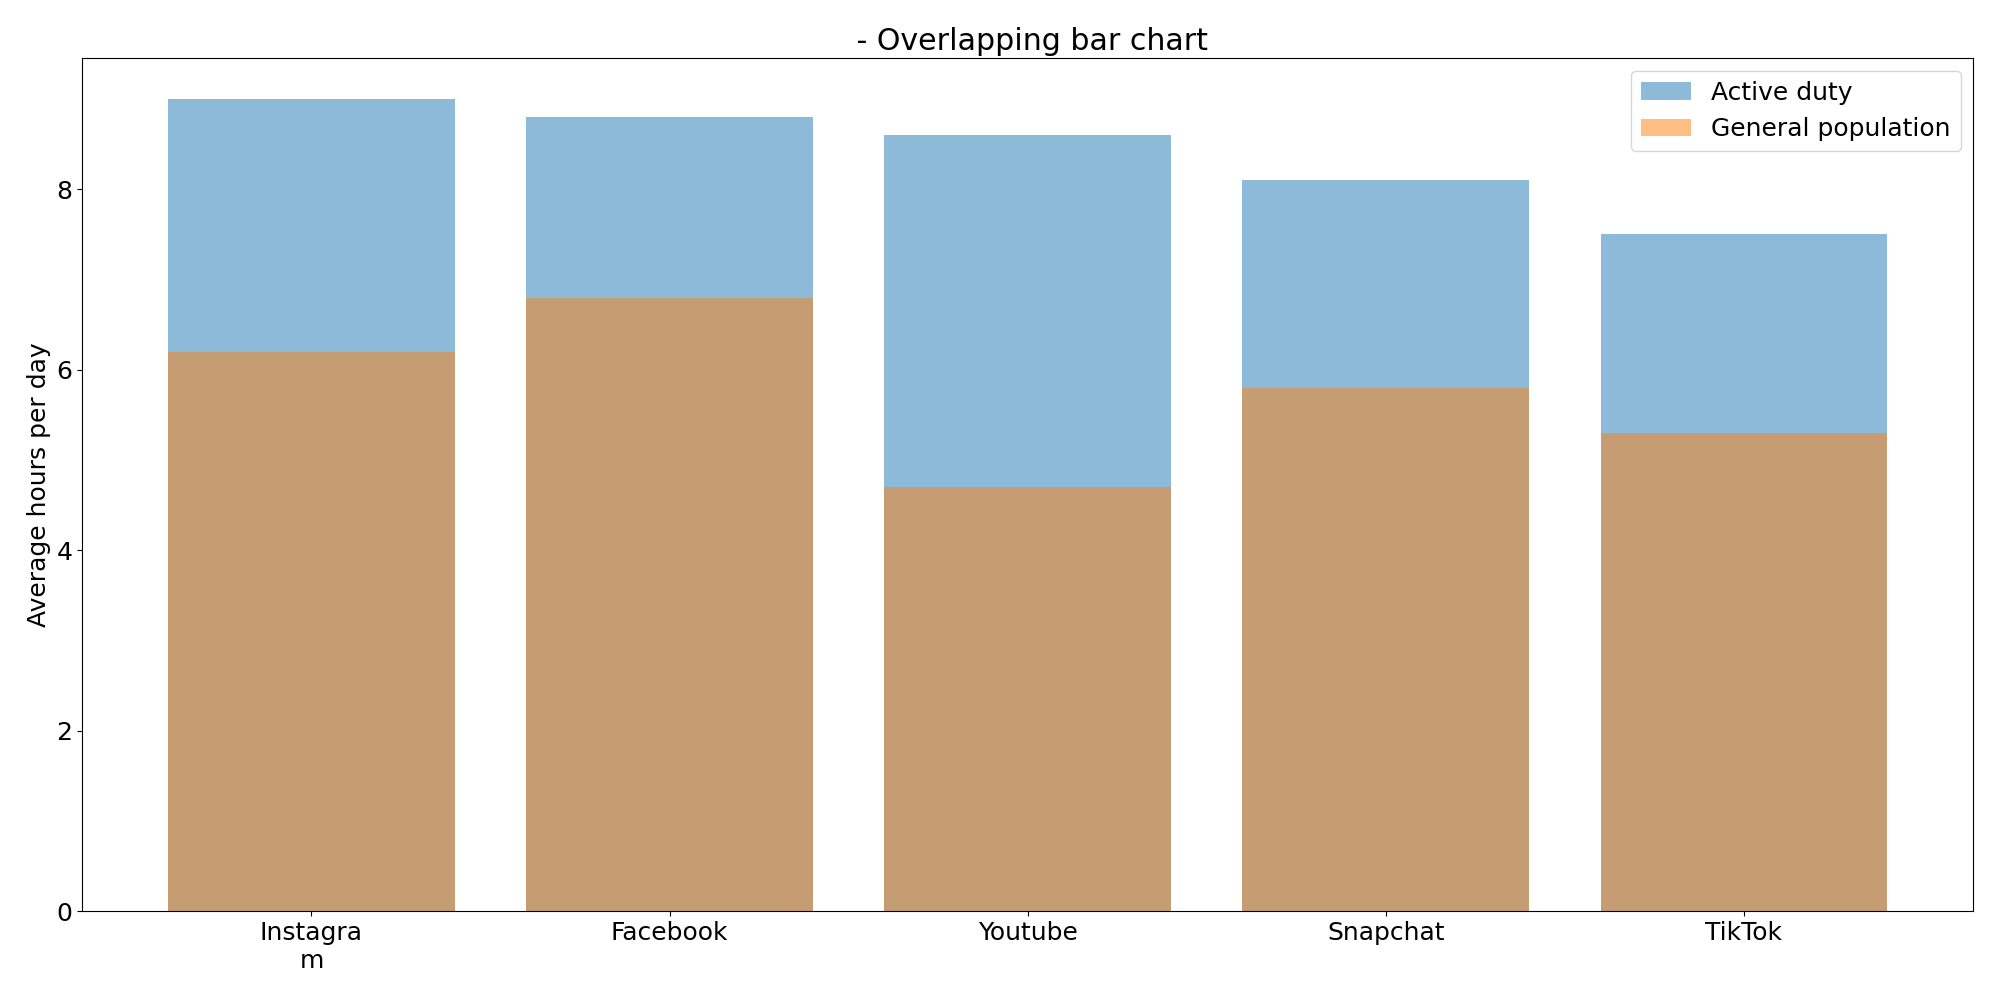 - Overlapping bar chart
Active duty
General population
Average hours per day
8
6
4
2
0
Instagra
m
Facebook
Youtube
Snapchat
TikTok